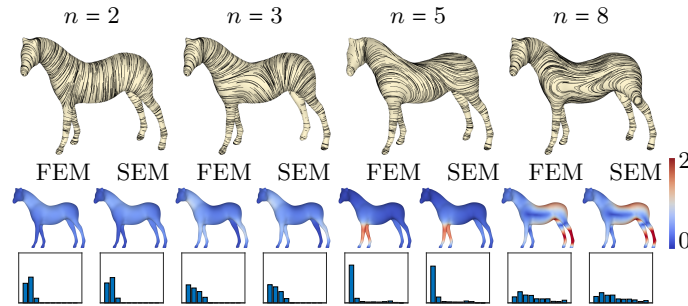 n = 2 n = 3 n = 5 n = 8
FEM SEM FEM SEM FEM SEM FEM SEM
2
0